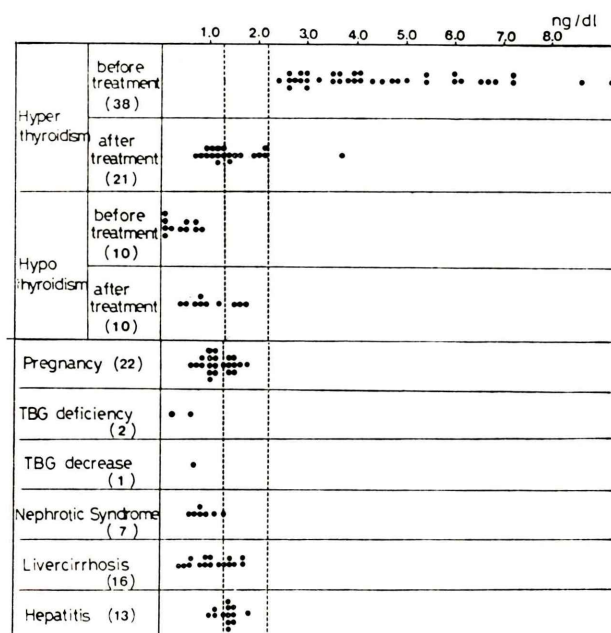 ng/dl
1.0 2.0 3.0 4.0 5.0 6.0 7.0 8.0
Hyper
thyroidism
before
treatment
(38)
after
treatment
(21)
Hypo
thyroidism
before
treatment
(10)
after
treatment
(10)
Pregnancy (22)
TBG deficiency
(2)
TBG decrease
(1)
Nephrotic Syndrome
(7)
Livercirrhosis
(16)
Hepatitis (13)